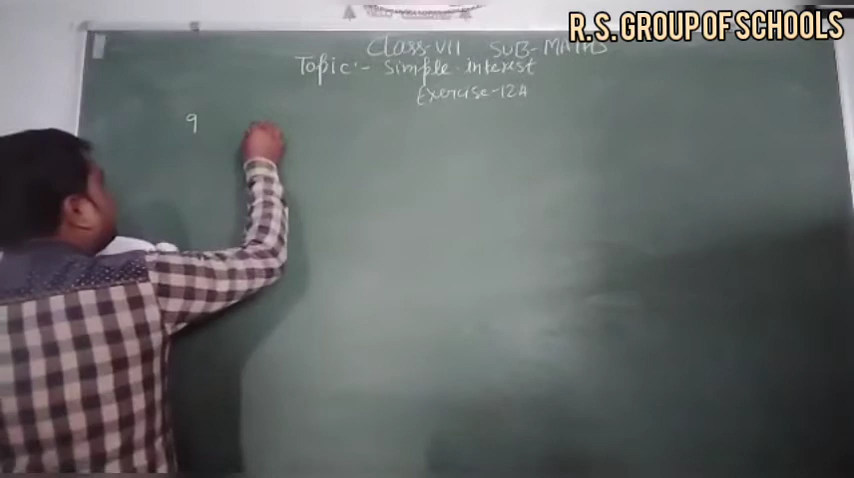 R.S. GROUP OF SCHOOLS
Class-VII SUB-MATHS
Topic:- Simple interest
Exercise-12A
9